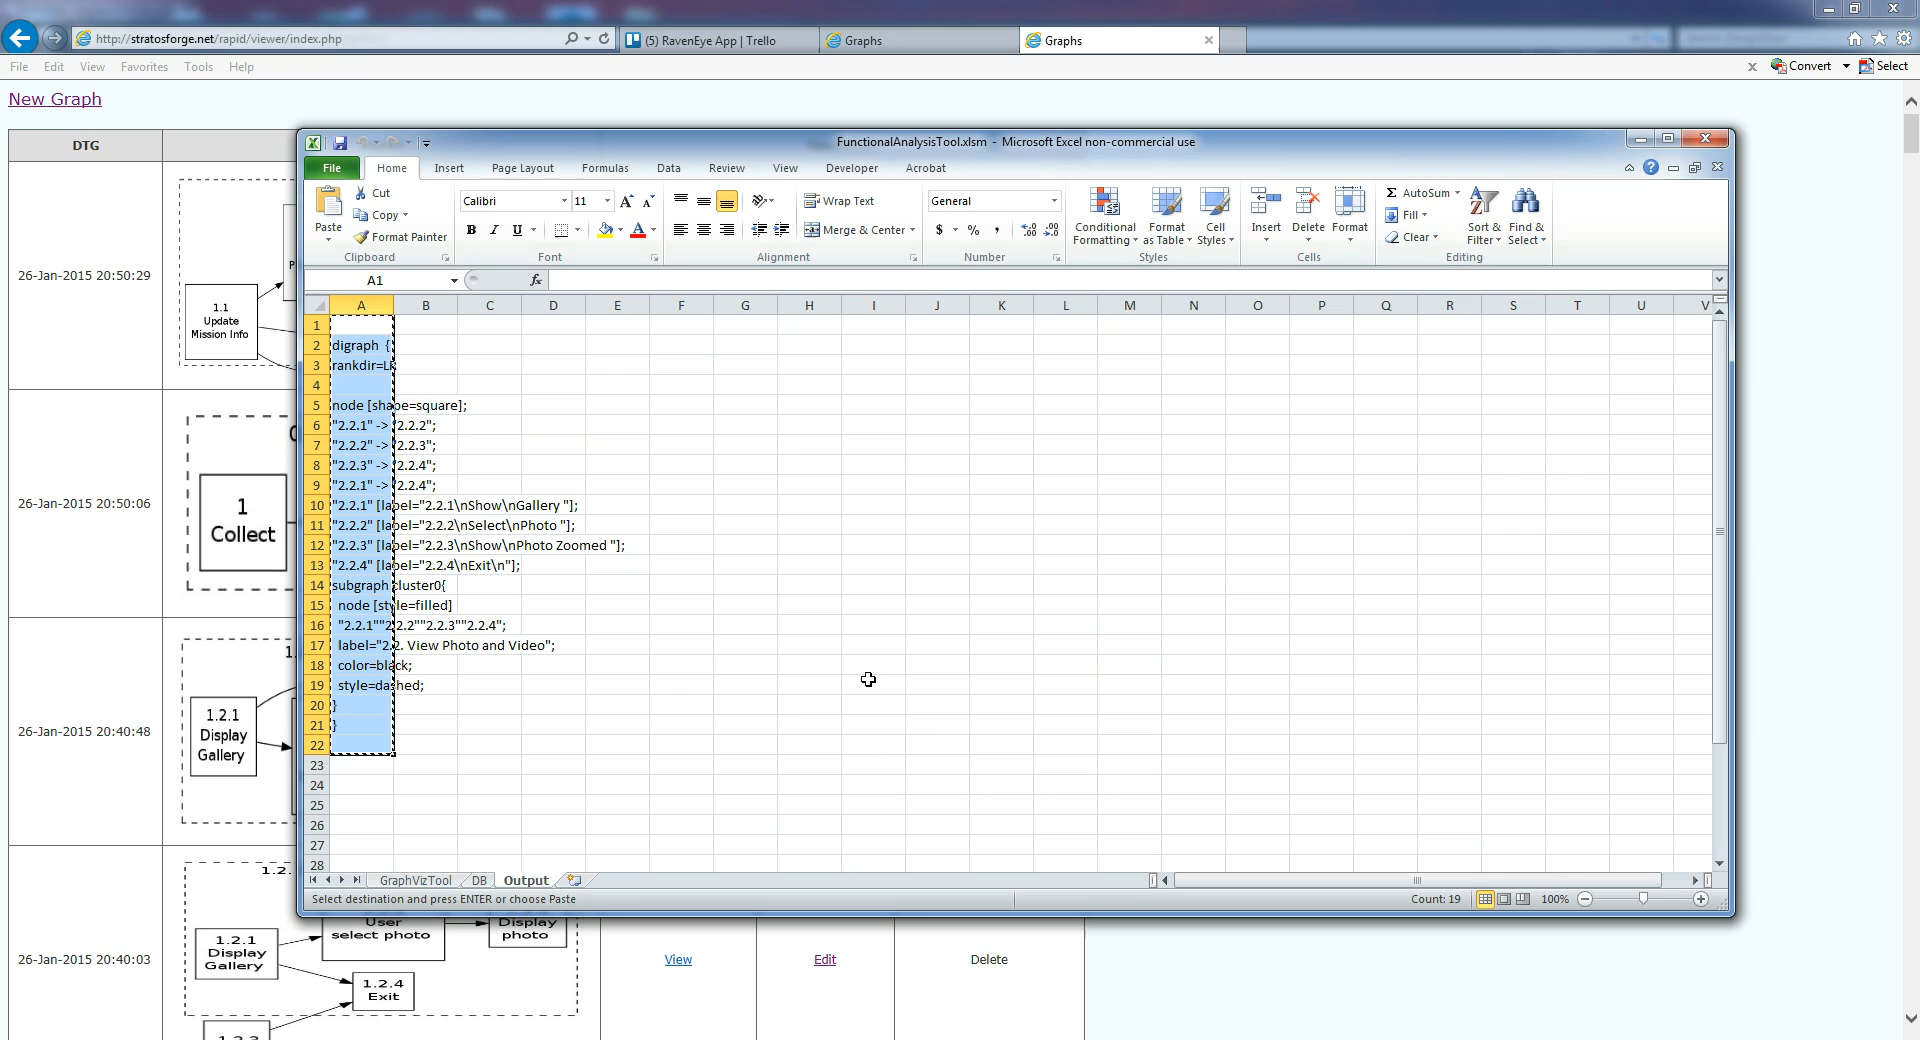 http://stratosforge.net/rapid/viewer/index.php
(5) RavenEye App | Trello
Graphs
Graphs
File Edit View Favorites Tools Help
Convert
Select
New Graph
DTG
FunctionalAnalysisTool.xlsm - Microsoft Excel non-commercial use
File Home Insert Page Layout Formulas Data Review View Developer Acrobat
Paste
Cut
Copy
Format Painter
Clipboard
Calibri 11
B I U
Font
Wrap Text
Merge & Center
Alignment
General
$ % ,
Number
Conditional Formatting
Format as Table
Cell Styles
Styles
Insert Delete Format
Cells
AutoSum
Fill
Clear
Sort & Filter
Find & Select
Editing
A1
fx
A B C D E F G H I J K L M N O P Q R S T U V
1
2 digraph {
3 rankdir=L
4
5 node [shape=square];
6 "2.2.1" -> "2.2.2";
7 "2.2.2" -> "2.2.3";
8 "2.2.3" -> "2.2.4";
9 "2.2.1" -> "2.2.4";
10 "2.2.1" [label="2.2.1\nShow\nGallery "];
11 "2.2.2" [label="2.2.2\nSelect\nPhoto "];
12 "2.2.3" [label="2.2.3\nShow\nPhoto Zoomed "];
13 "2.2.4" [label="2.2.4\nExit\n"];
14 subgraph cluster0{
15 node [style=filled]
16 "2.2.1""2.2.2""2.2.3""2.2.4";
17 label="2.2. View Photo and Video";
18 color=black;
19 style=dashed;
20 }
21 }
22
23
24
25
26
27
28
GraphVizTool DB Output
Select destination and press ENTER or choose Paste
Count: 19
100%
26-Jan-2015 20:50:29
1.1
Update
Mission Info
P
26-Jan-2015 20:50:06
1
Collect
26-Jan-2015 20:40:48
1.2.1
Display
Gallery
26-Jan-2015 20:40:03
1.2.
1.2.1
Display
Gallery
User
select photo
Display
photo
1.2.4
Exit
1.2.3
View
Edit
Delete